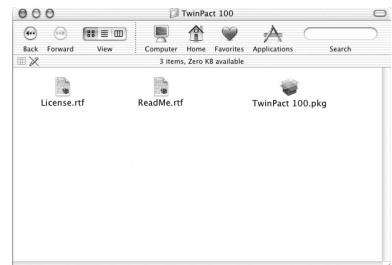 TwinPact 100
Back Forward View Computer Home Favorites Applications Search
3 items, Zero KB available
License.rtf ReadMe.rtf TwinPact 100.pkg